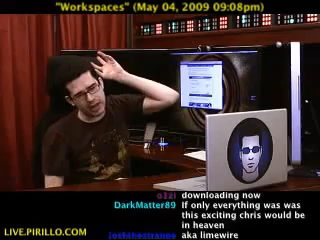 "Workspaces" (May 04, 2009 09:08pm)
downloading now
DarkMatter89 If only everything was was
this exciting chris would be
in heaven
aka limewire
LIVE.PIRILLO.COM